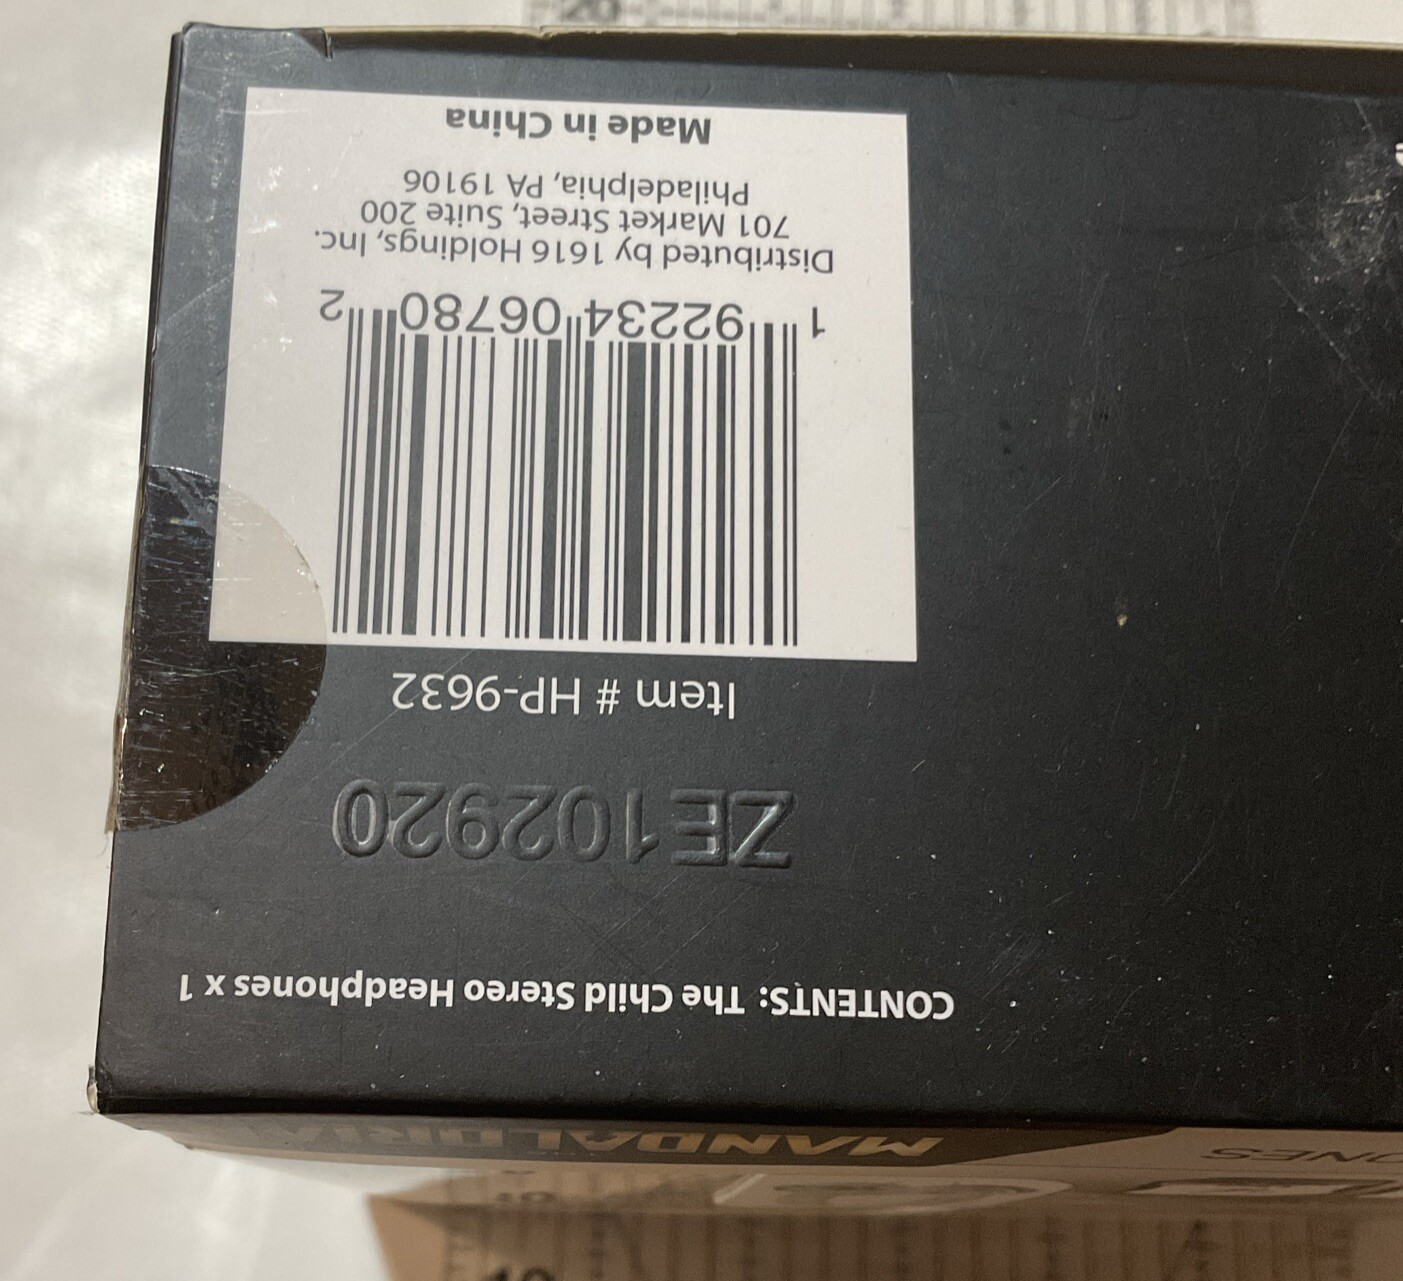 CONTENTS: The Child Stereo Headphones x 1
ZE102920
Item # HP-9632
1 92234 06780 2
Distributed by 1616 Holdings, Inc.
701 Market Street, Suite 200
Philadelphia, PA 19106
Made in China
MANDALORIAN
20